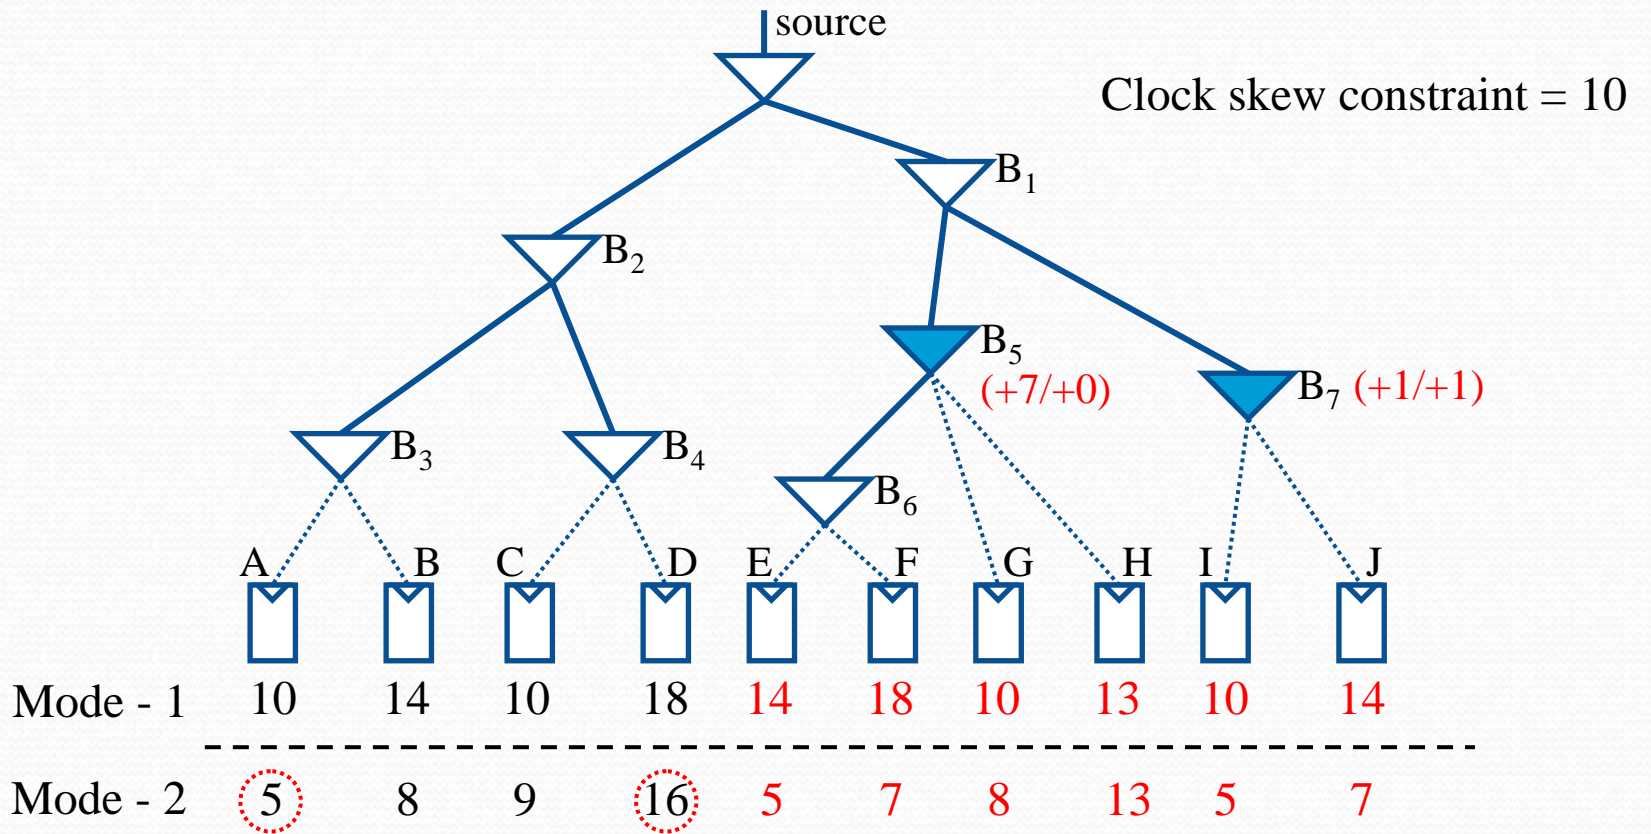 source
Clock skew constraint = 10
B1
B2
B5
(+7/+0)
B7 (+1/+1)
B3
B4
B6
A B C D E F G H I J
Mode - 1 10 14 10 18 14 18 10 13 10 14
Mode - 2 5 8 9 16 5 7 8 13 5 7